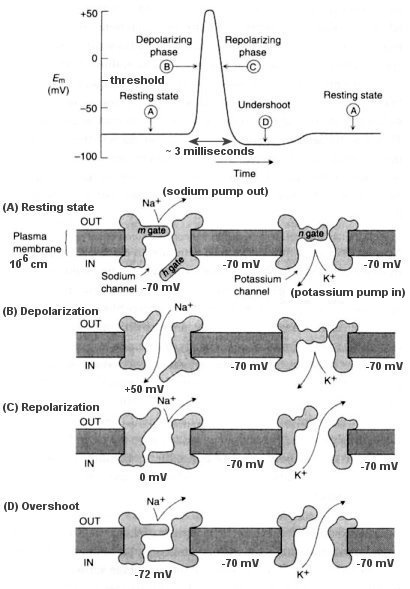 +50
Depolarizing
phase
B
Repolarizing
phase
C
0
Em
(mV)
threshold
Resting state
A
Undershoot
D
Resting state
A
−50
−100
~ 3 milliseconds
Time
(sodium pump out)
(A) Resting state
Na+
OUT
m gate
n gate
Plasma
membrane
10-6 cm
IN
h gate
Sodium
channel
-70 mV
-70 mV
Potassium
channel
K+
-70 mV
(potassium pump in)
(B) Depolarization
Na+
OUT
IN
+50 mV
-70 mV
K+
-70 mV
(C) Repolarization
Na+
OUT
IN
0 mV
-70 mV
K+
-70 mV
(D) Overshoot
Na+
OUT
IN
-72 mV
-70 mV
K+
-70 mV